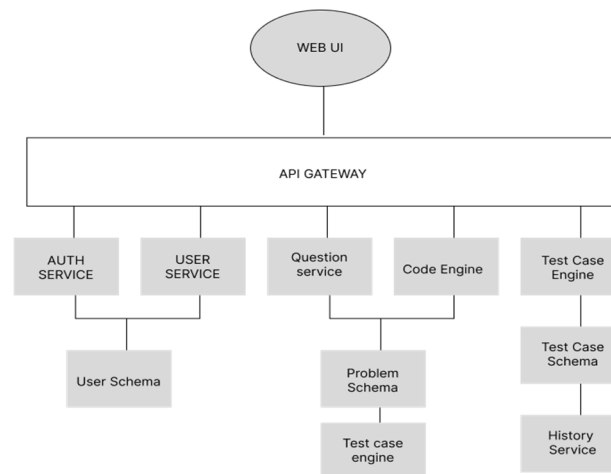 WEB UI
API GATEWAY
AUTH
SERVICE
USER
SERVICE
Question
service
Code Engine
Test Case
Engine
User Schema
Problem
Schema
Test Case
Schema
Test case
engine
History
Service